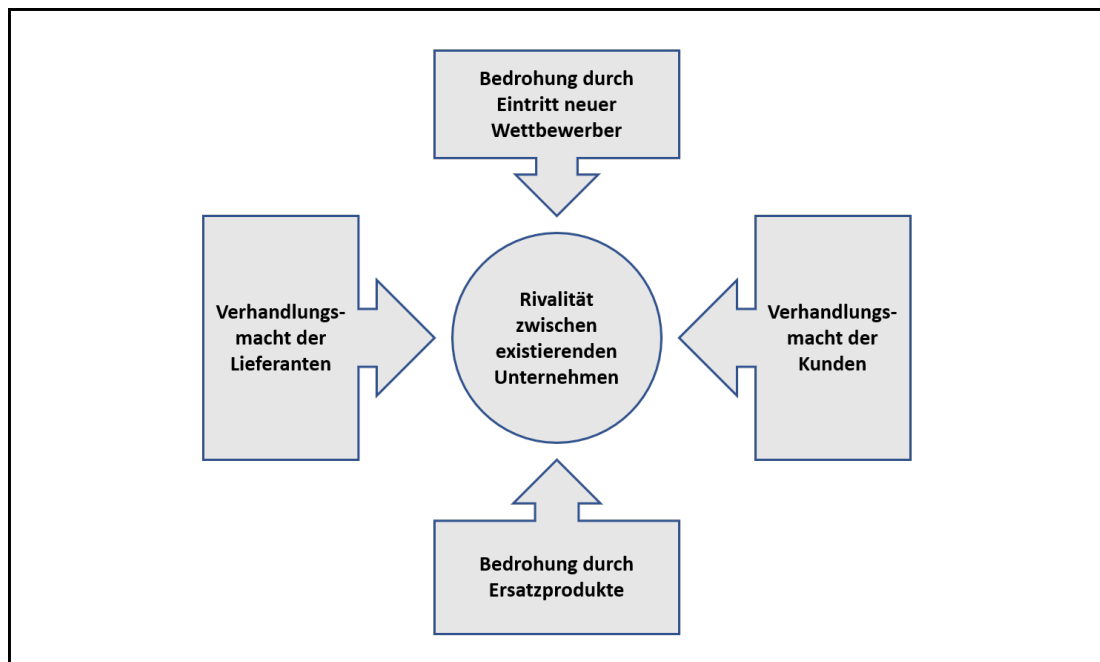 Bedrohung durch
Eintritt neuer
Wettbewerber
Verhandlungs-
macht der
Lieferanten
Rivalität
zwischen
existierenden
Unternehmen
Verhandlungs-
macht der
Kunden
Bedrohung durch
Ersatzprodukte